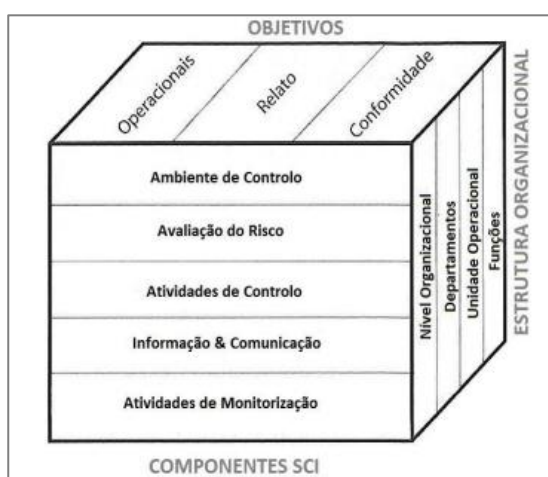 OBJETIVOS
Operacionais
Relato
Conformidade
Ambiente de Controlo
Avaliação do Risco
Atividades de Controlo
Informação & Comunicação
Atividades de Monitorização
Nível Organizacional
Departamentos
Unidade Operacional
Funções
ESTRUTURA ORGANIZACIONAL
COMPONENTES SCI